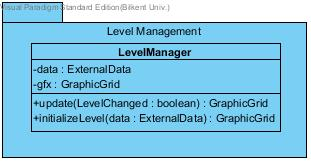 Visual Paradigm Standard Edition(Bilkent Univ.)
Level Management
LevelManager
-data : ExternalData
-gfx : GraphicGrid
+update(LevelChanged : boolean) : GraphicGrid
+initializeLevel(data : ExternalData) : GraphicGrid